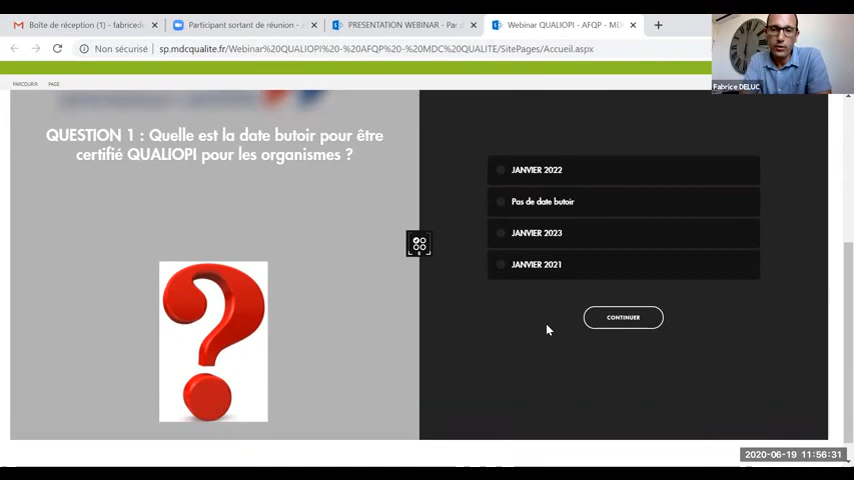 Boîte de réception - fabricede
Participant sortant de réunion -
PRESENTATION WEBINAR - Pa
Webinar QUALIOPI - AFQP - MD
Non sécurisé
sp.mdcqualite.fr/Webinar%20QUALIOPI%20-%20AFQP%20-%20MDC%20QUALITE/SitePages/Accueil.aspx
Fabrice DELUC
PARCOURIR
PAGE
QUESTION 1 : Quelle est la date butoir pour être
certifié QUALIOPI pour les organismes ?
JANVIER 2022
Pas de date butoir
JANVIER 2023
JANVIER 2021
CONTINUER
2020-06-19 11:56:31